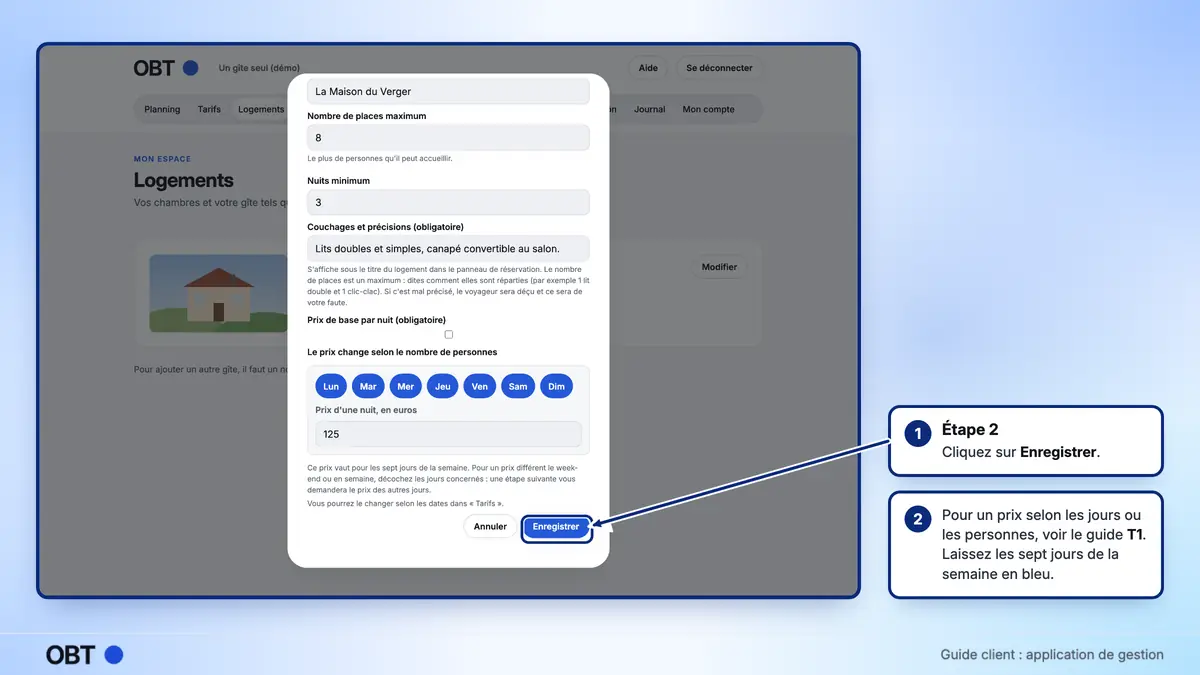 OBT
Un gîte seul (démo)
Aide
Se déconnecter
Planning
Tarifs
Logements
Journal
Mon compte
MON ESPACE
Logements
Vos chambres et votre gîte tels
Modifier
Pour ajouter un autre gîte, il faut un
La Maison du Verger
Nombre de places maximum
8
Le plus de personnes qu'il peut accueillir.
Nuits minimum
3
Couchages et précisions (obligatoire)
Lits doubles et simples, canapé convertible au salon.
S'affiche sous le titre du logement dans le panneau de réservation. Le nombre
de places est un maximum : dites comment elles sont réparties (par exemple 1 lit
double et 1 clic-clac). Si c'est mal précisé, le voyageur sera déçu et ce sera de
votre faute.
Prix de base par nuit (obligatoire)
Le prix change selon le nombre de personnes
Lun Mar Mer Jeu Ven Sam Dim
Prix d'une nuit, en euros
125
Ce prix vaut pour les sept jours de la semaine. Pour un prix différent le week-
end ou en semaine, décochez les jours concernés : une étape suivante vous
demandera le prix des autres jours.
Vous pourrez le changer selon les dates dans « Tarifs ».
Annuler
Enregistrer
1
Étape 2
Cliquez sur Enregistrer.
2
Pour un prix selon les jours ou
les personnes, voir le guide T1.
Laissez les sept jours de la
semaine en bleu.
OBT
Guide client : application de gestion